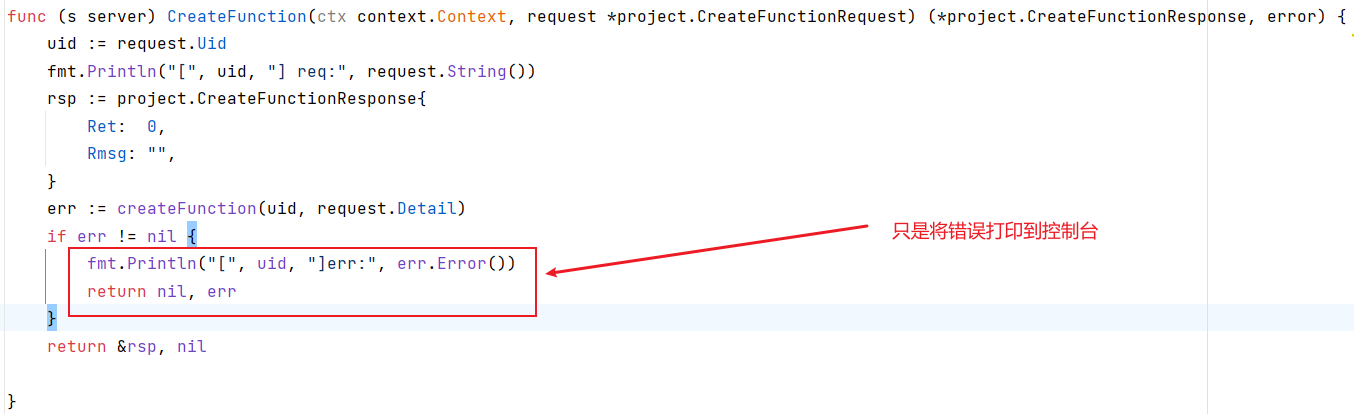 func (s server) CreateFunction(ctx context.Context, request *project.CreateFunctionRequest) (*project.CreateFunctionResponse, error) {
    uid := request.Uid
    fmt.Println("[", uid, "] req:", request.String())
    rsp := project.CreateFunctionResponse{
        Ret:  0,
        Rmsg: "",
    }
    err := createFunction(uid, request.Detail)
    if err != nil {
        fmt.Println("[", uid, "]err:", err.Error())
        return nil, err
    }
    return &rsp, nil
}
只是将错误打印到控制台